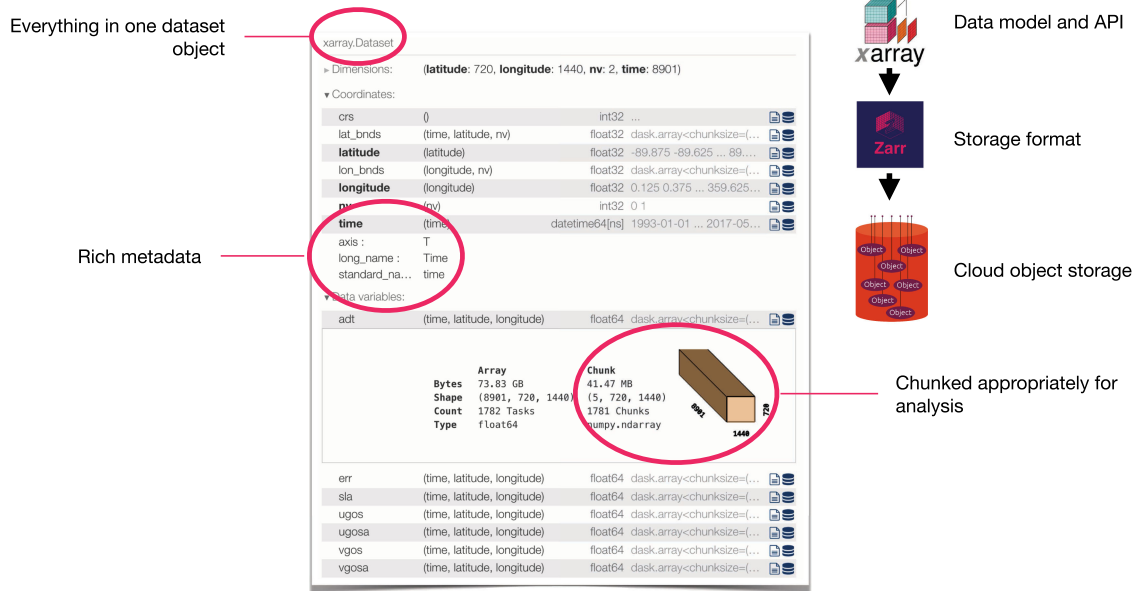 Everything in one dataset
object
xarray.Dataset
Dimensions: (latitude: 720, longitude: 1440, nv: 2, time: 8901)
Coordinates:
crs () int32 ...
lat_bnds (time, latitude, nv) float32 dask.array<chunksize=(...
latitude (latitude) float32 -89.875 -89.625 ... 89....
lon_bnds (longitude, nv) float32 dask.array<chunksize=(...
longitude (longitude) float32 0.125 0.375 ... 359.625...
nv (nv) int32 0 1
time (time) datetime64[ns] 1993-01-01 ... 2017-05...
axis : T
long_name : Time
standard_na... time
Data variables:
adt (time, latitude, longitude) float64 dask.array<chunksize=(...
Array Chunk
Bytes 73.83 GB 41.47 MB
Shape (8901, 720, 1440) (5, 720, 1440)
Count 1782 Tasks 1781 Chunks
Type float64 numpy.ndarray
8901
720
1440
err (time, latitude, longitude) float64 dask.array<chunksize=(...
sla (time, latitude, longitude) float64 dask.array<chunksize=(...
ugos (time, latitude, longitude) float64 dask.array<chunksize=(...
ugosa (time, latitude, longitude) float64 dask.array<chunksize=(...
vgos (time, latitude, longitude) float64 dask.array<chunksize=(...
vgosa (time, latitude, longitude) float64 dask.array<chunksize=(...
Rich metadata
Data model and API
xarray
Zarr
Storage format
Object
Object
Object
Object
Object
Object
Object
Cloud object storage
Chunked appropriately for
analysis